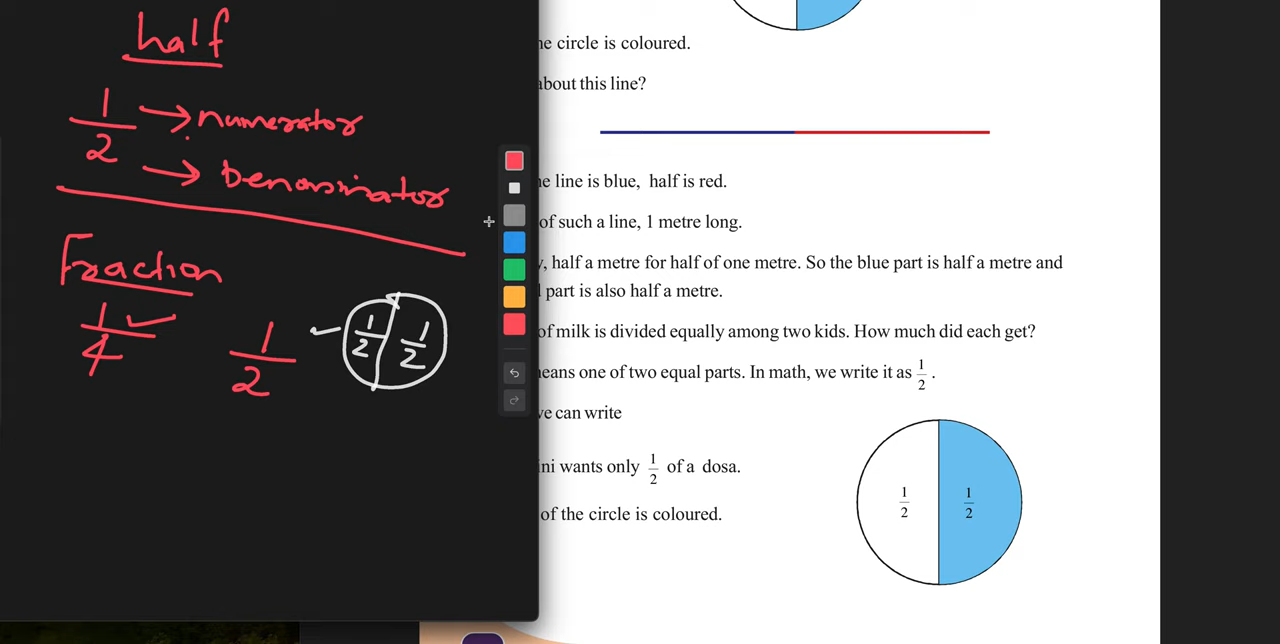 half
1/2 → numerator
→ Denominator
Fraction
1/4
1/2
1/2 1/2
he circle is coloured.
about this line?
ne line is blue, half is red.
of such a line, 1 metre long.
y, half a metre for half of one metre. So the blue part is half a metre and
l part is also half a metre.
of milk is divided equally among two kids. How much did each get?
means one of two equal parts. In math, we write it as 1/2 .
ve can write
ini wants only 1/2 of a dosa.
of the circle is coloured.
1/2 1/2